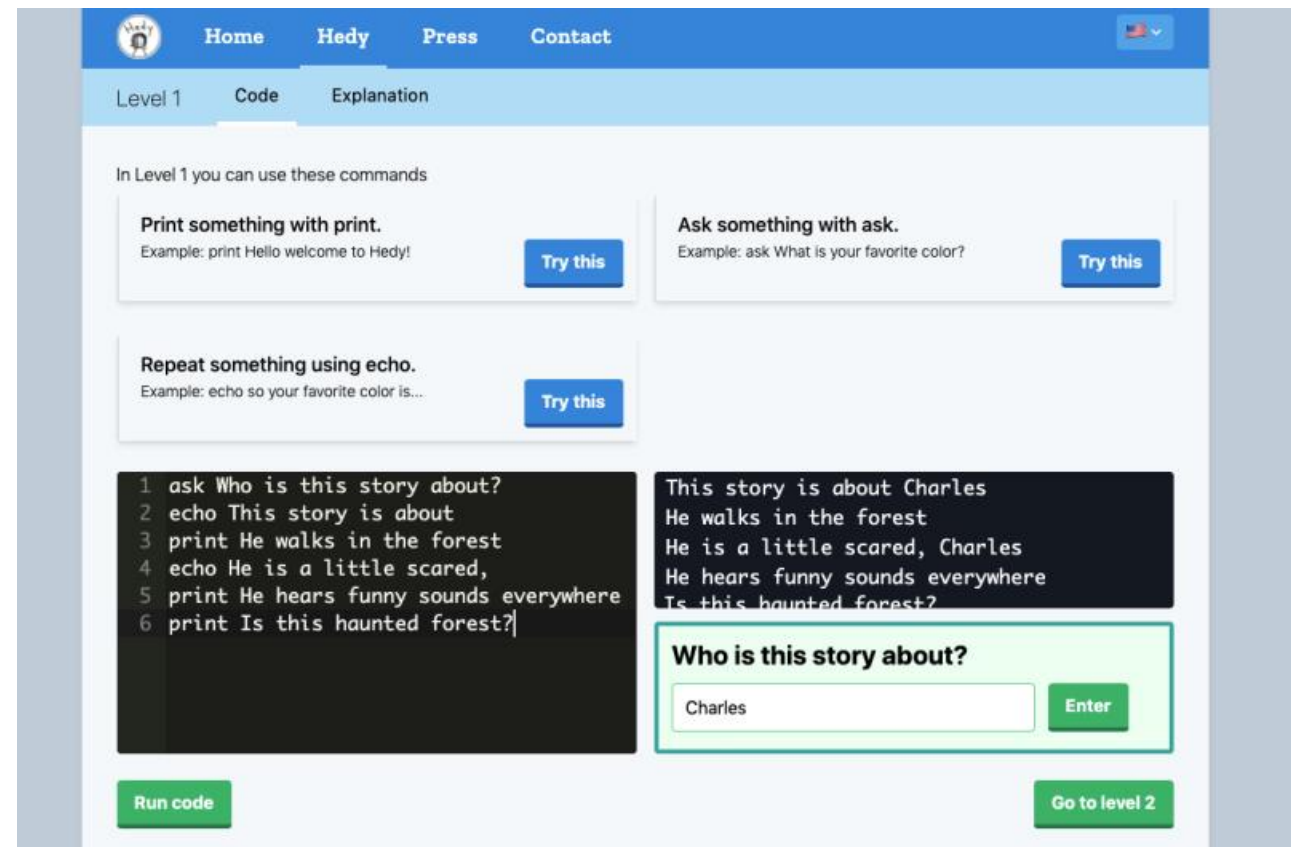 Hedy
Home Hedy Press Contact
Level 1 Code Explanation
In Level 1 you can use these commands
Print something with print.
Example: print Hello welcome to Hedy!
Try this
Ask something with ask.
Example: ask What is your favorite color?
Try this
Repeat something using echo.
Example: echo so your favorite color is...
Try this
1 ask Who is this story about?
2 echo This story is about
3 print He walks in the forest
4 echo He is a little scared,
5 print He hears funny sounds everywhere
6 print Is this haunted forest?
This story is about Charles
He walks in the forest
He is a little scared, Charles
He hears funny sounds everywhere
Is this haunted forest?
Who is this story about?
Charles
Enter
Run code
Go to level 2